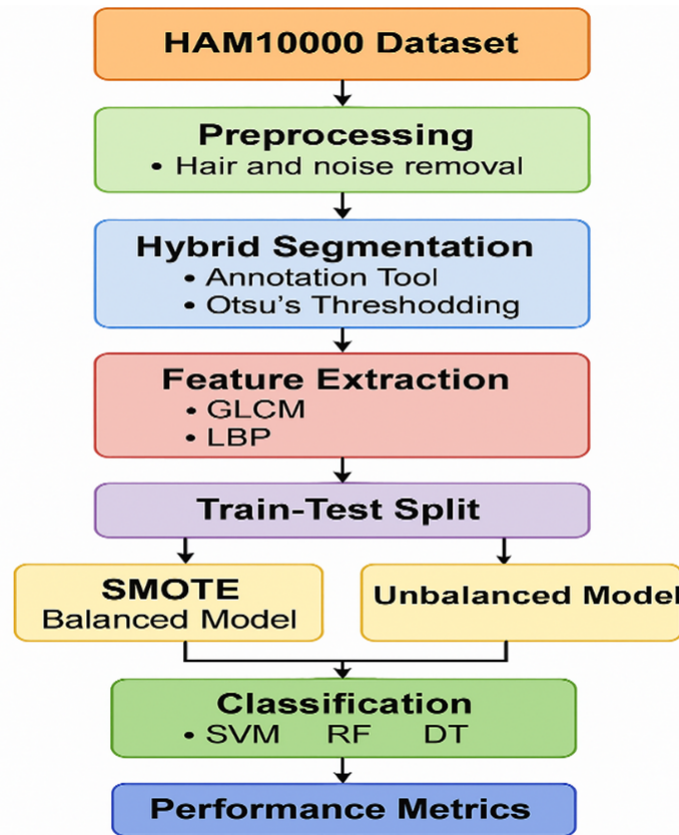 HAM10000 Dataset
Preprocessing
• Hair and noise removal
Hybrid Segmentation
• Annotation Tool
• Otsu's Threshodding
Feature Extraction
• GLCM
• LBP
Train-Test Split
SMOTE
Balanced Model
Unbalanced Model
Classification
• SVM RF DT
Performance Metrics